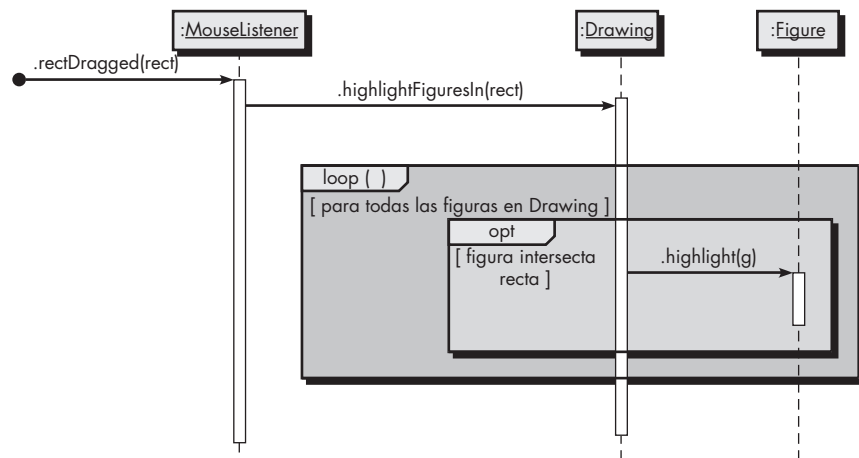 :MouseListener
:Drawing
:Figure
.rectDragged(rect)
.highlightFiguresIn(rect)
loop ( )
[ para todas las figuras en Drawing ]
opt
[ figura intersecta
recta ]
.highlight(g)